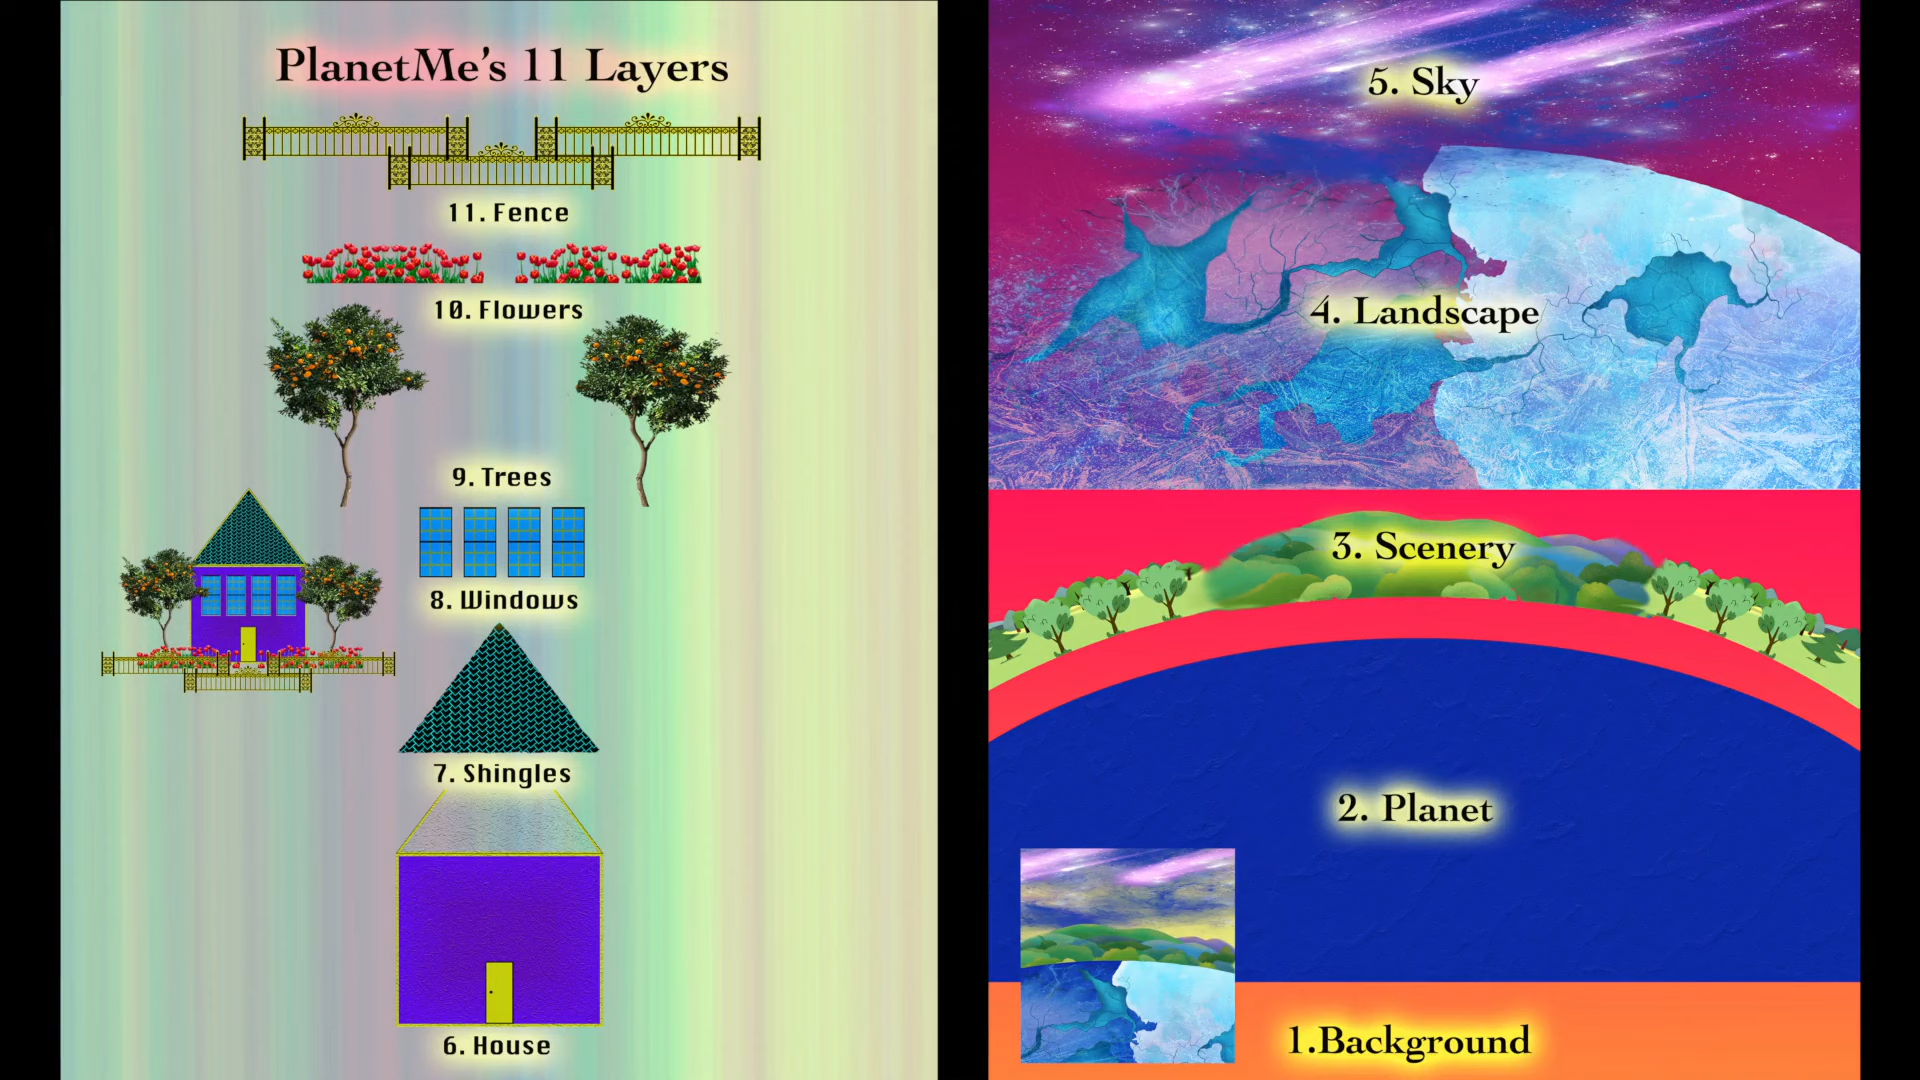 PlanetMe's 11 Layers
11. Fence
10. Flowers
9. Trees
8. Windows
7. Shingles
6. House
5. Sky
4. Landscape
3. Scenery
2. Planet
1.Background